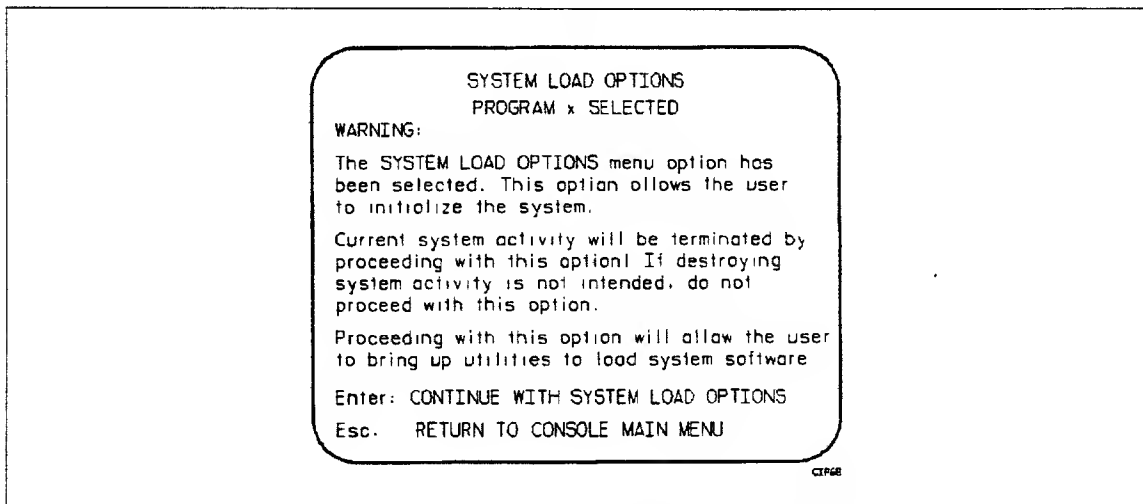 SYSTEM LOAD OPTIONS
PROGRAM x SELECTED
WARNING:
The SYSTEM LOAD OPTIONS menu option has
been selected. This option allows the user
to initialize the system.
Current system activity will be terminated by
proceeding with this option! If destroying
system activity is not intended, do not
proceed with this option.
Proceeding with this option will allow the user
to bring up utilities to load system software
Enter: CONTINUE WITH SYSTEM LOAD OPTIONS
Esc. RETURN TO CONSOLE MAIN MENU